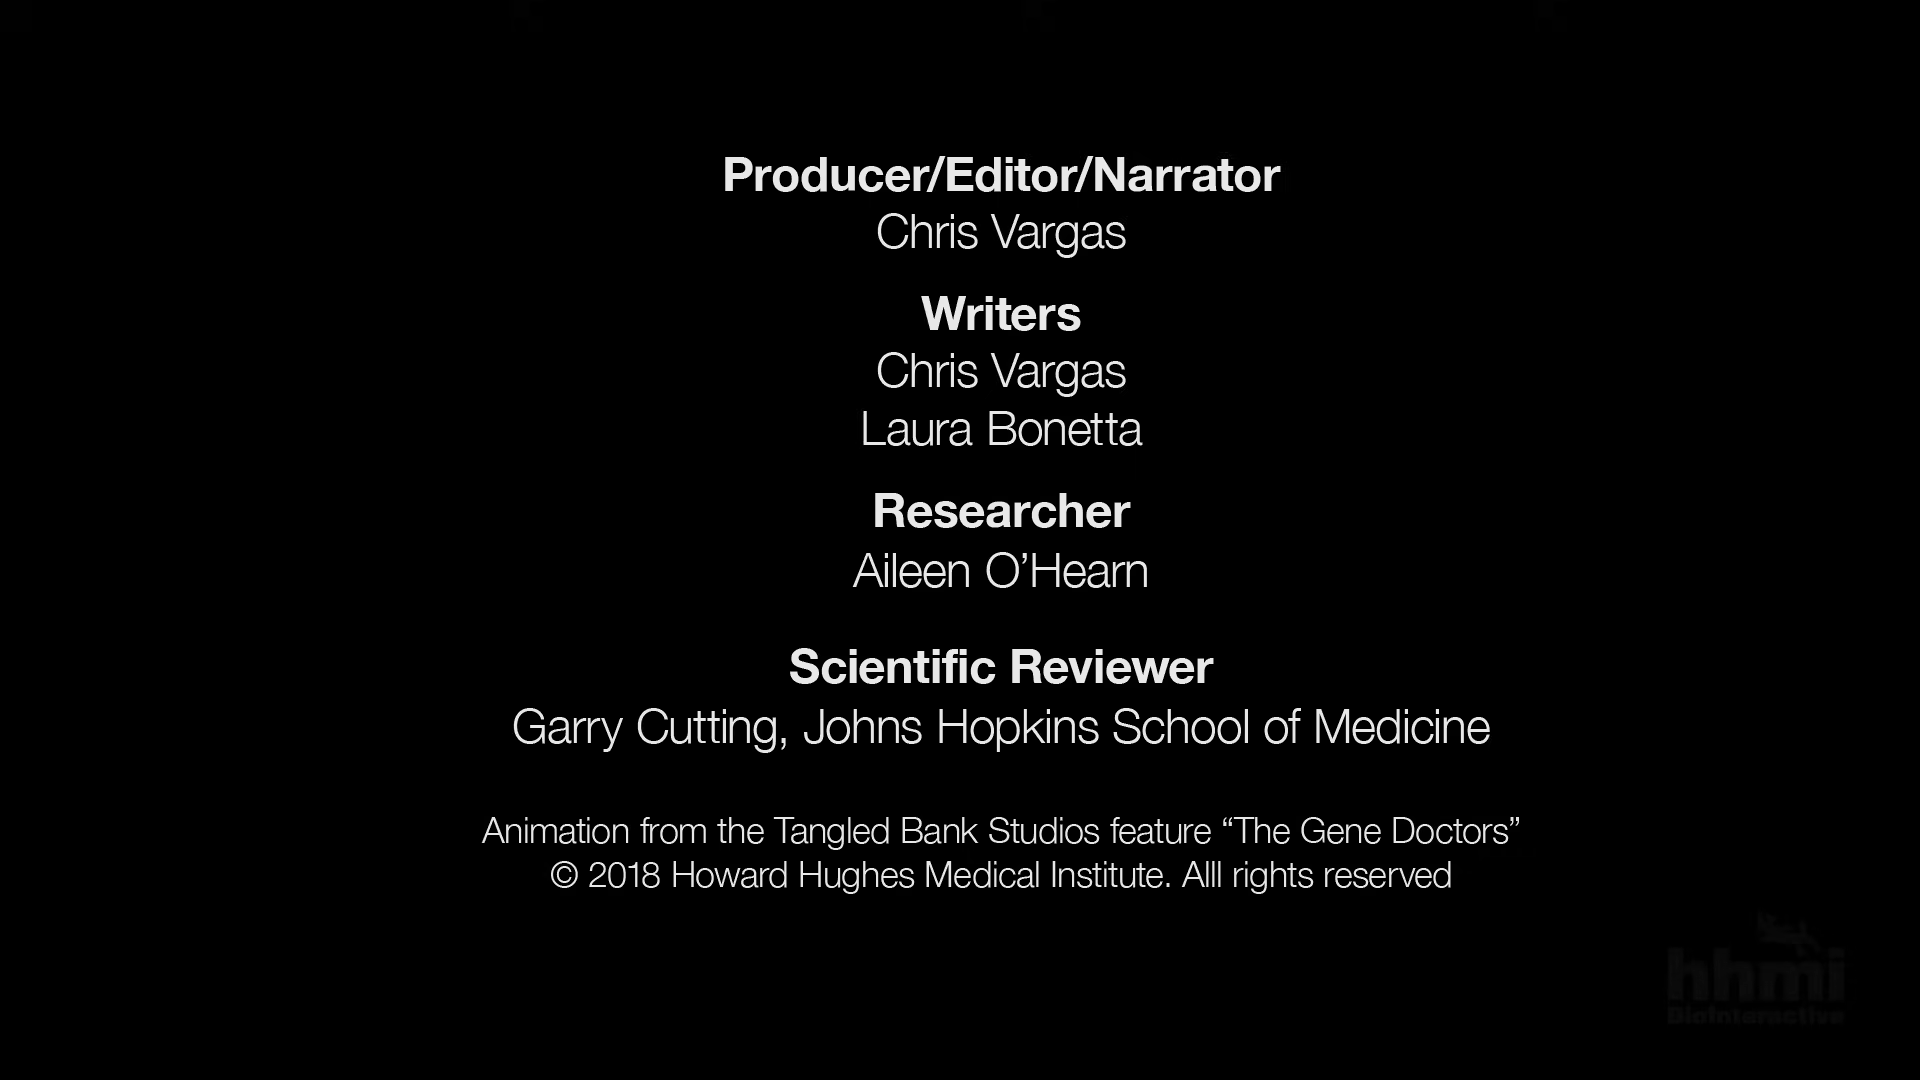 Producer/Editor/Narrator
Chris Vargas
Writers
Chris Vargas
Laura Bonetta
Researcher
Aileen O’Hearn
Scientific Reviewer
Garry Cutting, Johns Hopkins School of Medicine
Animation from the Tangled Bank Studios feature “The Gene Doctors”
© 2018 Howard Hughes Medical Institute. Alll rights reserved
hhmi
BioInteractive